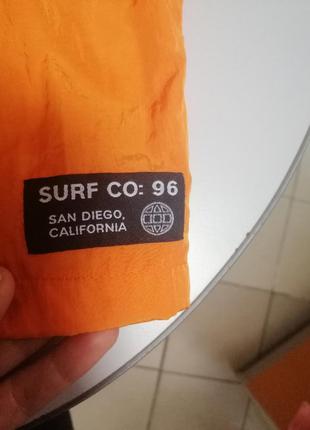 SURF CO: 96
SAN DIEGO,
CALIFORNIA